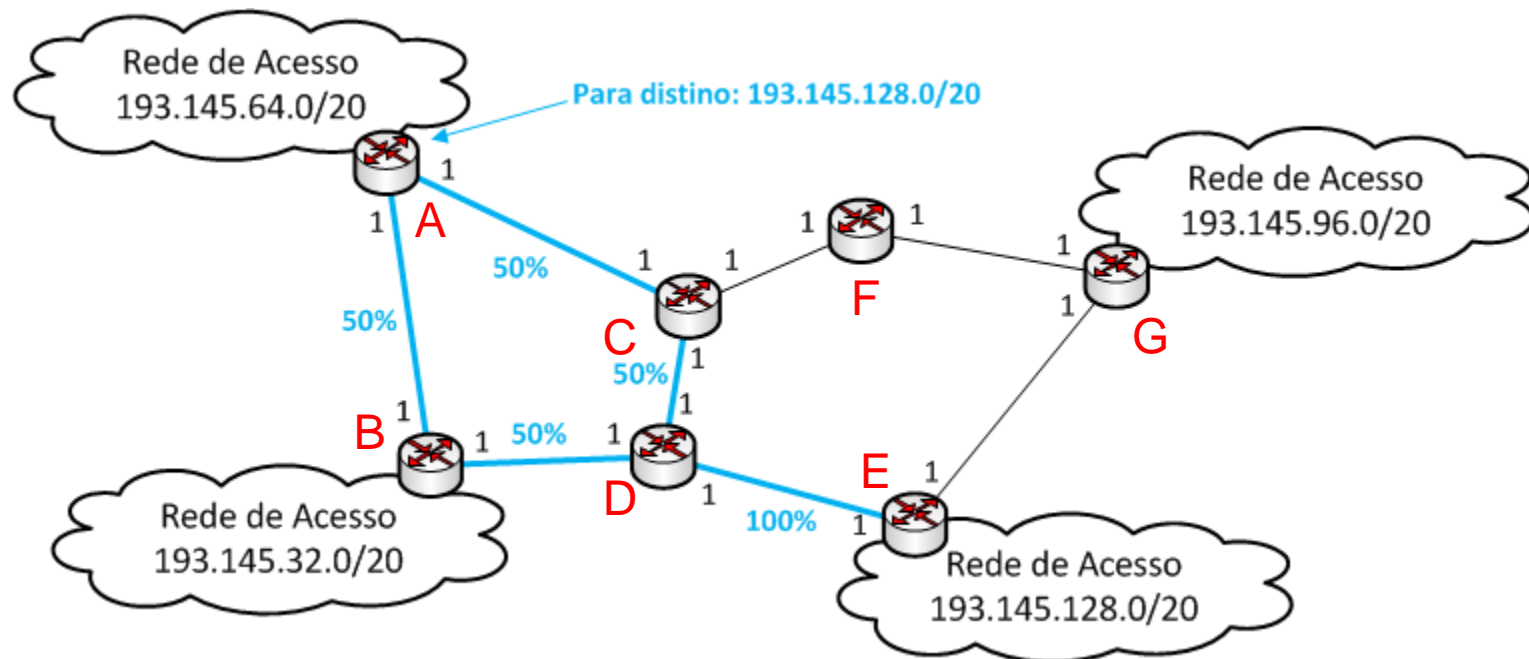 Rede de Acesso
193.145.64.0/20
Para distino: 193.145.128.0/20
1
A
1
50%
50%
Rede de Acesso
193.145.96.0/20
1
1
F
1
1
C
1
1
50%
1
1
G
1
B
1
50%
1
1
D
1
100%
1
E
1
Rede de Acesso
193.145.32.0/20
Rede de Acesso
193.145.128.0/20